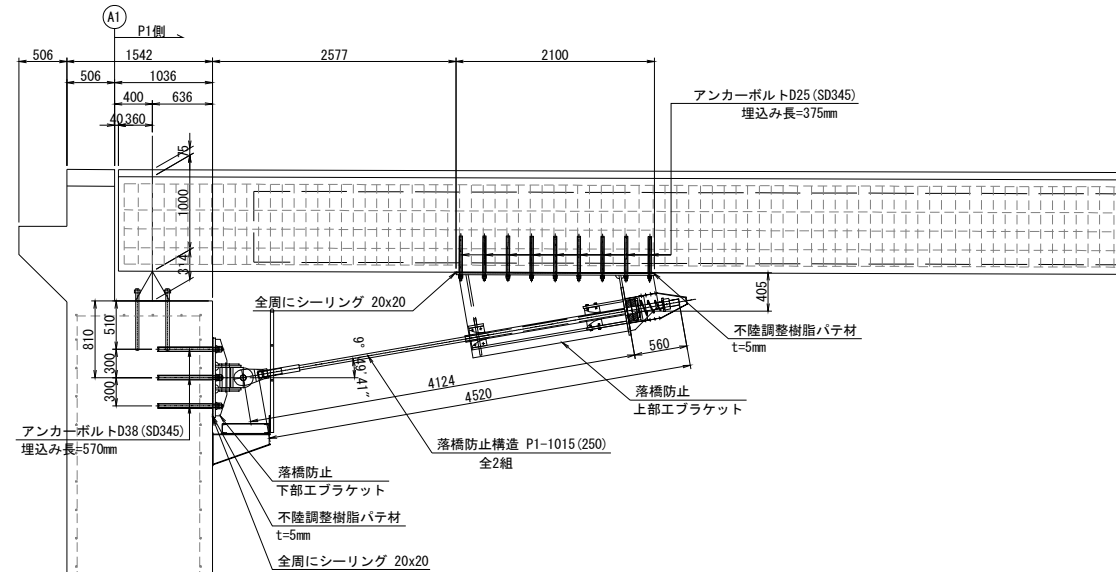 A1
P1側
506
1542
2577
2100
506
1036
400
636
40
360
アンカーボルトD25(SD345)
埋込み長=375mm
75
1000
314
全周にシーリング 20x20
405
不陸調整樹脂パテ材
t=5mm
810
510
300
300
9°49'41"
560
4124
4520
落橋防止
上部工ブラケット
アンカーボルトD38(SD345)
埋込み長=570mm
落橋防止構造 P1-1015(250)
全2組
落橋防止
下部工ブラケット
不陸調整樹脂パテ材
t=5mm
全周にシーリング 20x20